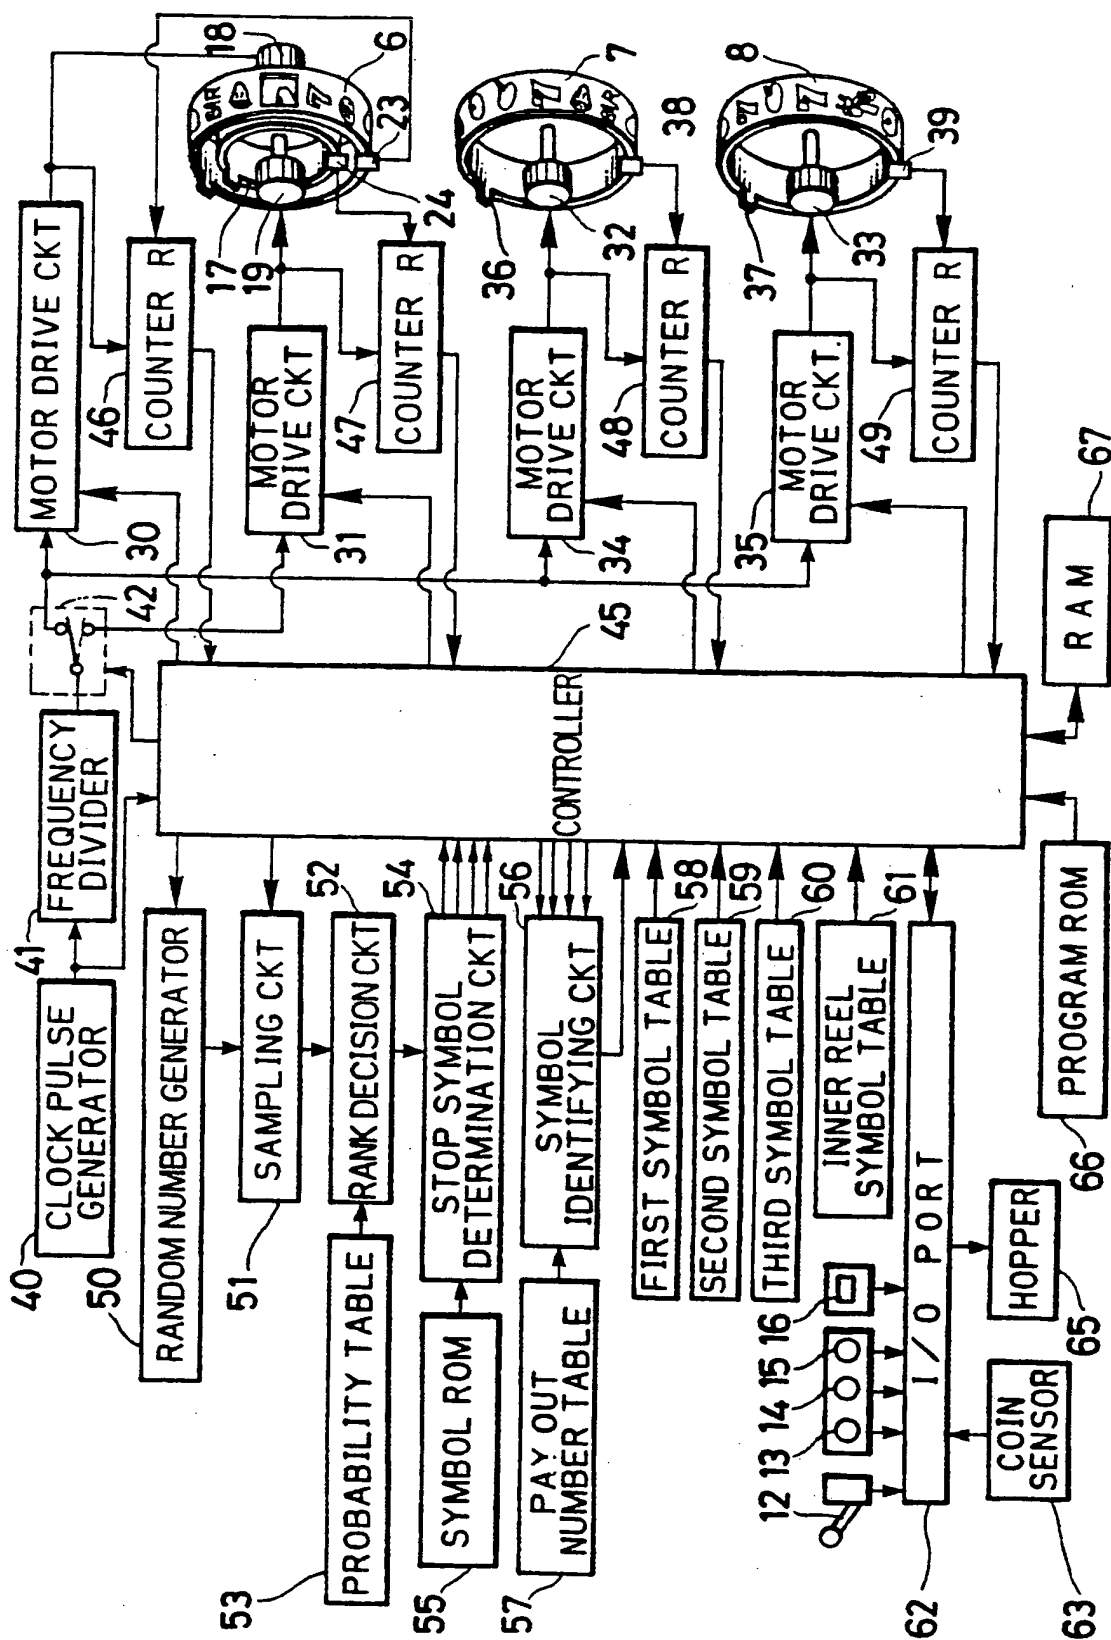 40
CLOCK PULSE
GENERATOR
41
FREQUENCY
DIVIDER
42
30
MOTOR DRIVE CKT
18
6
23
50
RANDOM NUMBER GENERATOR
46
COUNTER R
17
19
24
51
SAMPLING CKT
31
MOTOR
DRIVE CKT
BAR
7
53
PROBABILITY TABLE
52
RANK DECISION CKT
47
COUNTER R
55
SYMBOL ROM
54
STOP SYMBOL
DETERMINATION CKT
45
CONTROLLER
34
MOTOR
DRIVE CKT
36
32
7
7
BAR
38
57
PAY OUT
NUMBER TABLE
56
SYMBOL
IDENTIFYING CKT
48
COUNTER R
FIRST SYMBOL TABLE
58
SECOND SYMBOL TABLE
59
THIRD SYMBOL TABLE
60
INNER REEL
SYMBOL TABLE
61
35
MOTOR
DRIVE CKT.
37
33
7
7
8
39
49
COUNTER R
12
13
14
15
16
62
I/O PORT
63
COIN
SENSOR
65
HOPPER
66
PROGRAM ROM
67
RAM